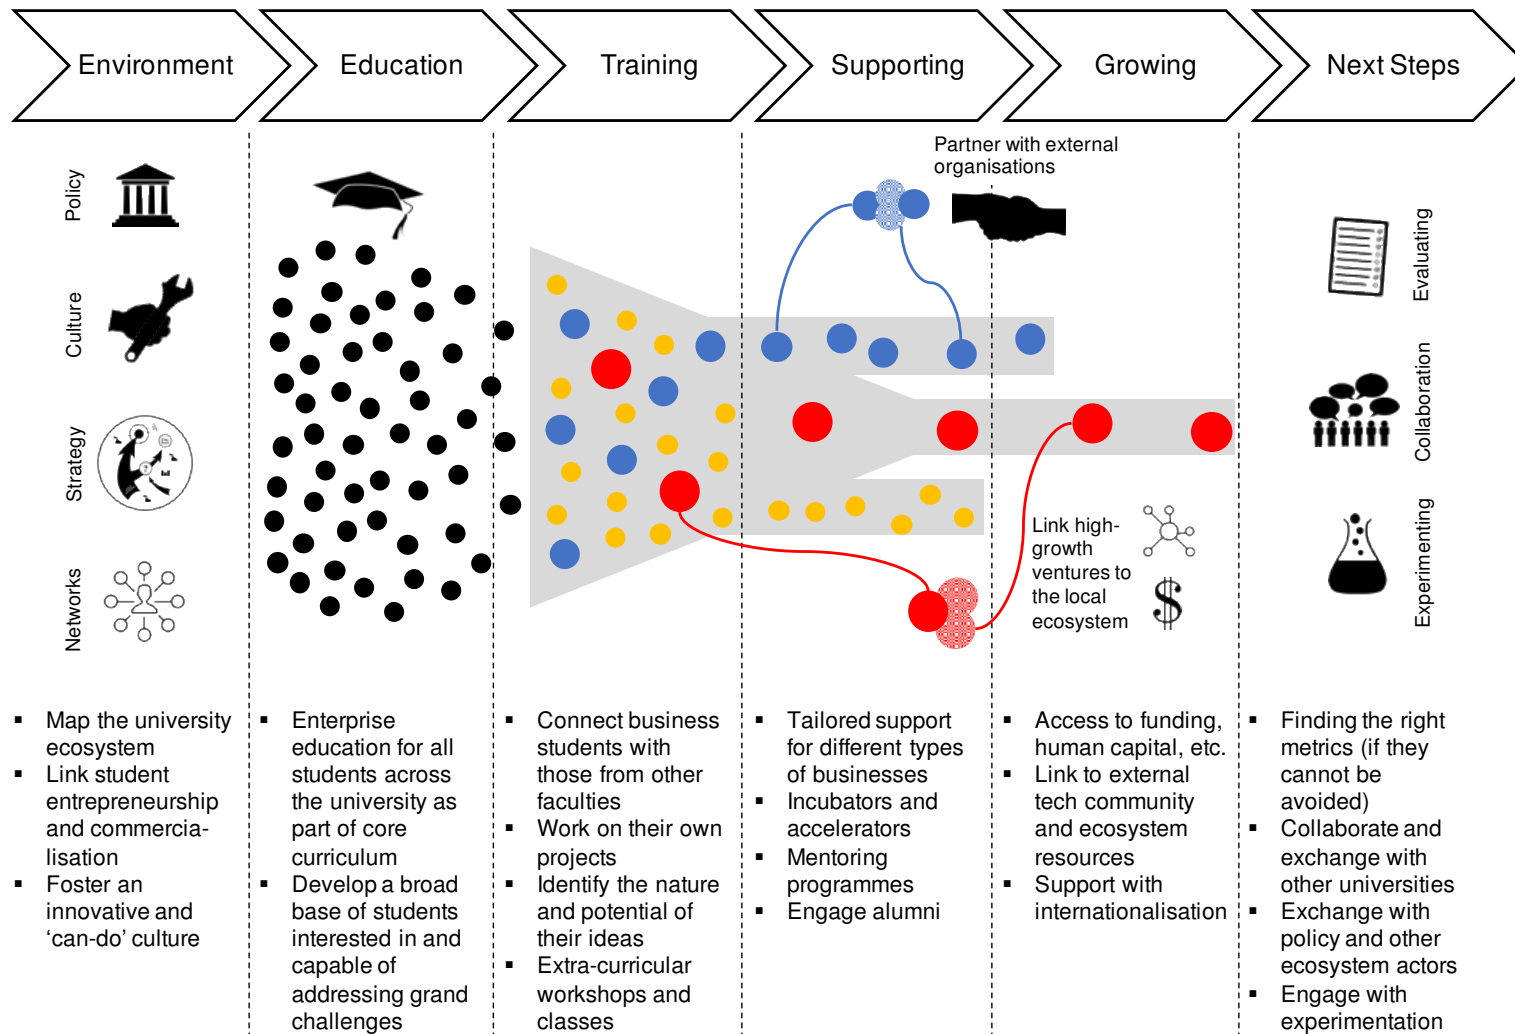 Environment
Education
Training
Supporting
Growing
Next Steps
Policy
Culture
Strategy
Networks
Partner with external
organisations
Link high-
growth
ventures to
the local
ecosystem
$
Evaluating
Collaboration
Experimenting
▪ Map the university
ecosystem
▪ Link student
entrepreneurship
and commercia-
lisation
▪ Foster an
innovative and
‘can-do’ culture
▪ Enterprise
education for all
students across
the university as
part of core
curriculum
▪ Develop a broad
base of students
interested in and
capable of
addressing grand
challenges
▪ Connect business
students with
those from other
faculties
▪ Work on their own
projects
▪ Identify the nature
and potential of
their ideas
▪ Extra-curricular
workshops and
classes
▪ Tailored support
for different types
of businesses
▪ Incubators and
accelerators
▪ Mentoring
programmes
▪ Engage alumni
▪ Access to funding,
human capital, etc.
▪ Link to external
tech community
and ecosystem
resources
▪ Support with
internationalisation
▪ Finding the right
metrics (if they
cannot be
avoided)
▪ Collaborate and
exchange with
other universities
▪ Exchange with
policy and other
ecosystem actors
▪ Engage with
experimentation